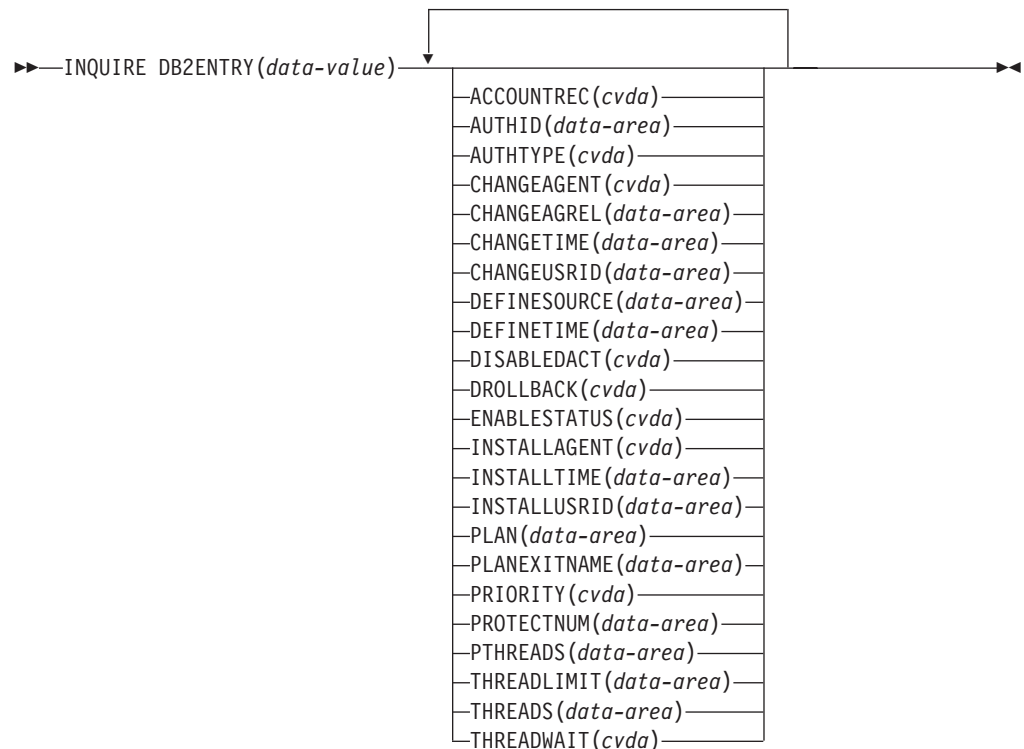 INQUIRE DB2ENTRY(data-value)
ACCOUNTREC(cvda)
AUTHID(data-area)
AUTHTYPE(cvda)
CHANGEAGENT(cvda)
CHANGEAGREL(data-area)
CHANGETIME(data-area)
CHANGEUSRID(data-area)
DEFINESOURCE(data-area)
DEFINETIME(data-area)
DISABLEDACT(cvda)
DROLLBACK(cvda)
ENABLESTATUS(cvda)
INSTALLAGENT(cvda)
INSTALLTIME(data-area)
INSTALLUSRID(data-area)
PLAN(data-area)
PLANEXITNAME(data-area)
PRIORITY(cvda)
PROTECTNUM(data-area)
PTHREADS(data-area)
THREADLIMIT(data-area)
THREADS(data-area)
THREADWAIT(cvda)